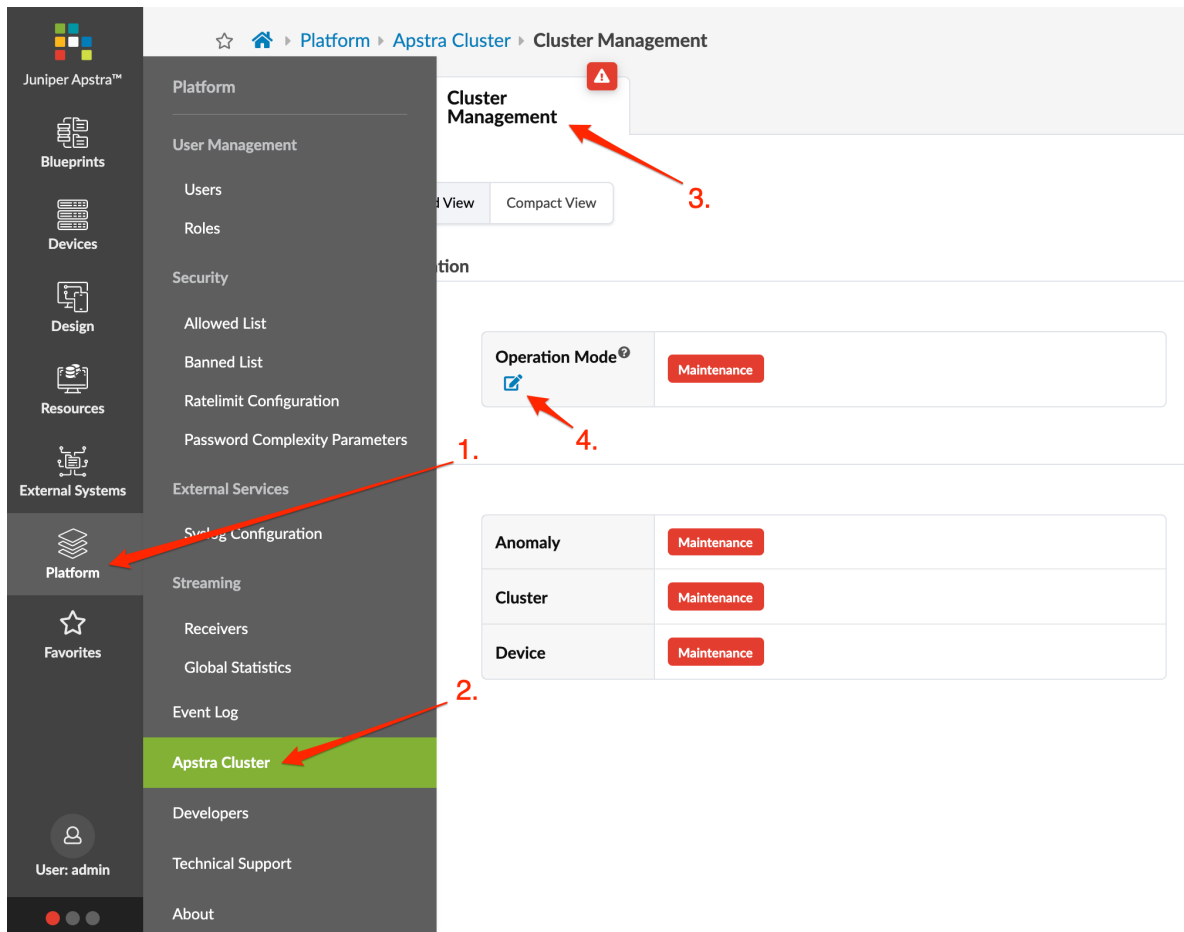 Juniper Apstra™
Blueprints
Devices
Design
Resources
External Systems
Platform
Favorites
User: admin
Platform
User Management
Users
Roles
Security
Allowed List
Banned List
Ratelimit Configuration
Password Complexity Parameters
External Services
Syslog Configuration
Streaming
Receivers
Global Statistics
Event Log
Apstra Cluster
Developers
Technical Support
About
Platform Apstra Cluster Cluster Management
Cluster
Management
View Compact View
Operation Mode Maintenance
Anomaly Maintenance
Cluster Maintenance
Device Maintenance
1.
2.
3.
4.